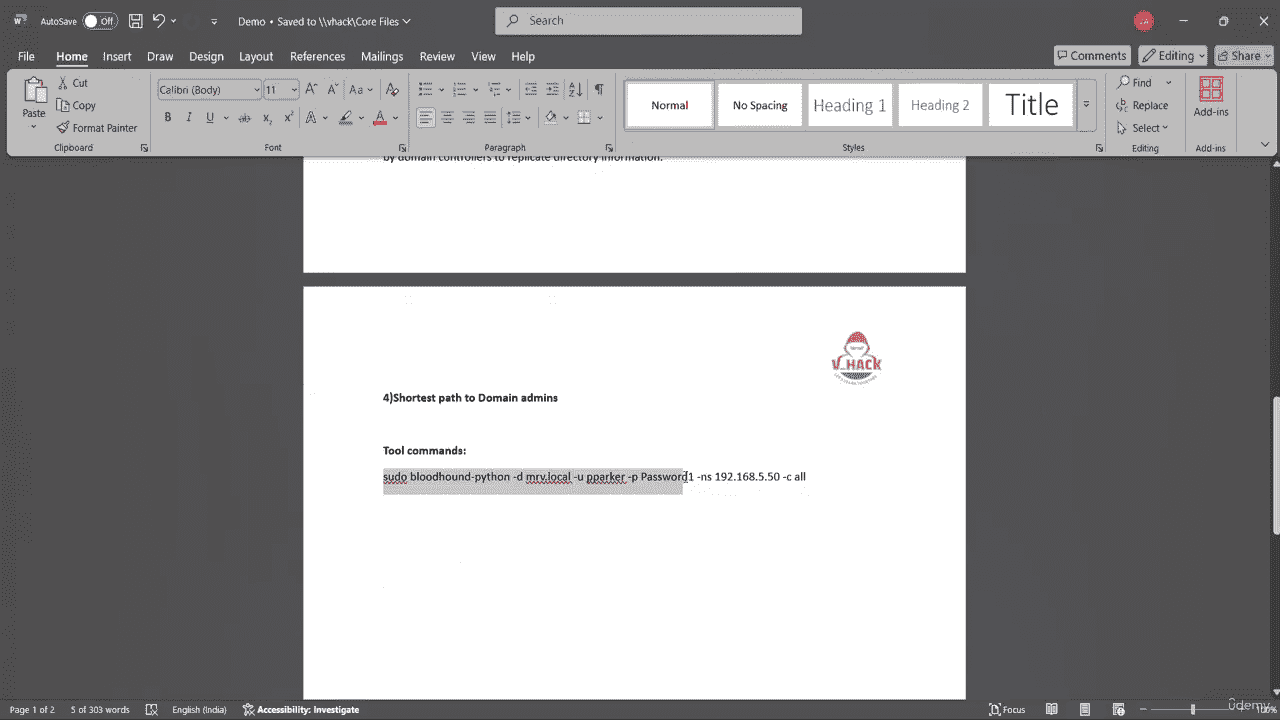 Demo • Saved to \\vhack\Core Files
Search
File Home Insert Draw Design Layout References Mailings Review View Help
Comments Editing Share
Paste
Cut
Copy
Format Painter
Clipboard
Calibri (Body)
11
Font
Paragraph
Normal
No Spacing
Heading 1
Heading 2
Title
Styles
Find
Replace
Select
Editing
Add-ins
Add-ins
by domain controllers to replicate directory information.
V_HACK
4)Shortest path to Domain admins
Tool commands:
sudo bloodhound-python -d mrv.local -u pparker -p Password1 -ns 192.168.5.50 -c all
Page 1 of 2 5 of 303 words English (India) Accessibility: Investigate Focus